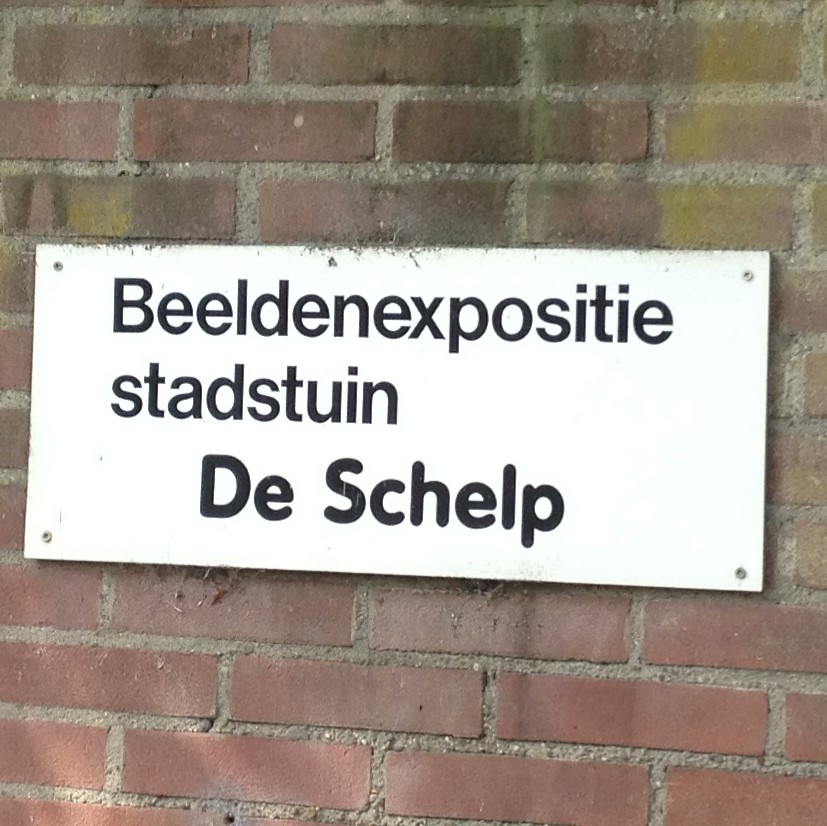 Beeldenexpositie
stadstuin
De Schelp